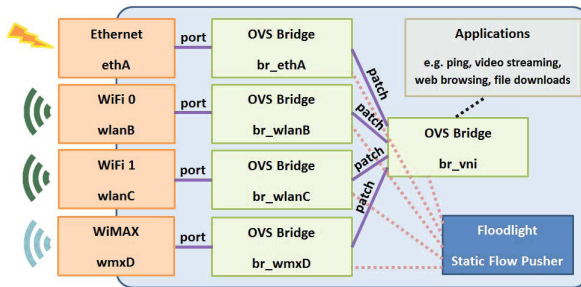 Ethernet
ethA
port
OVS Bridge
br_ethA
Applications
e.g. ping, video streaming,
web browsing, file downloads
patch
WiFi 0
wlanB
port
OVS Bridge
br_wlanB
patch
OVS Bridge
br_vni
WiFi 1
wlanC
port
OVS Bridge
br_wlanC
patch
WiMAX
wmxD
port
OVS Bridge
br_wmxD
patch
Floodlight
Static Flow Pusher